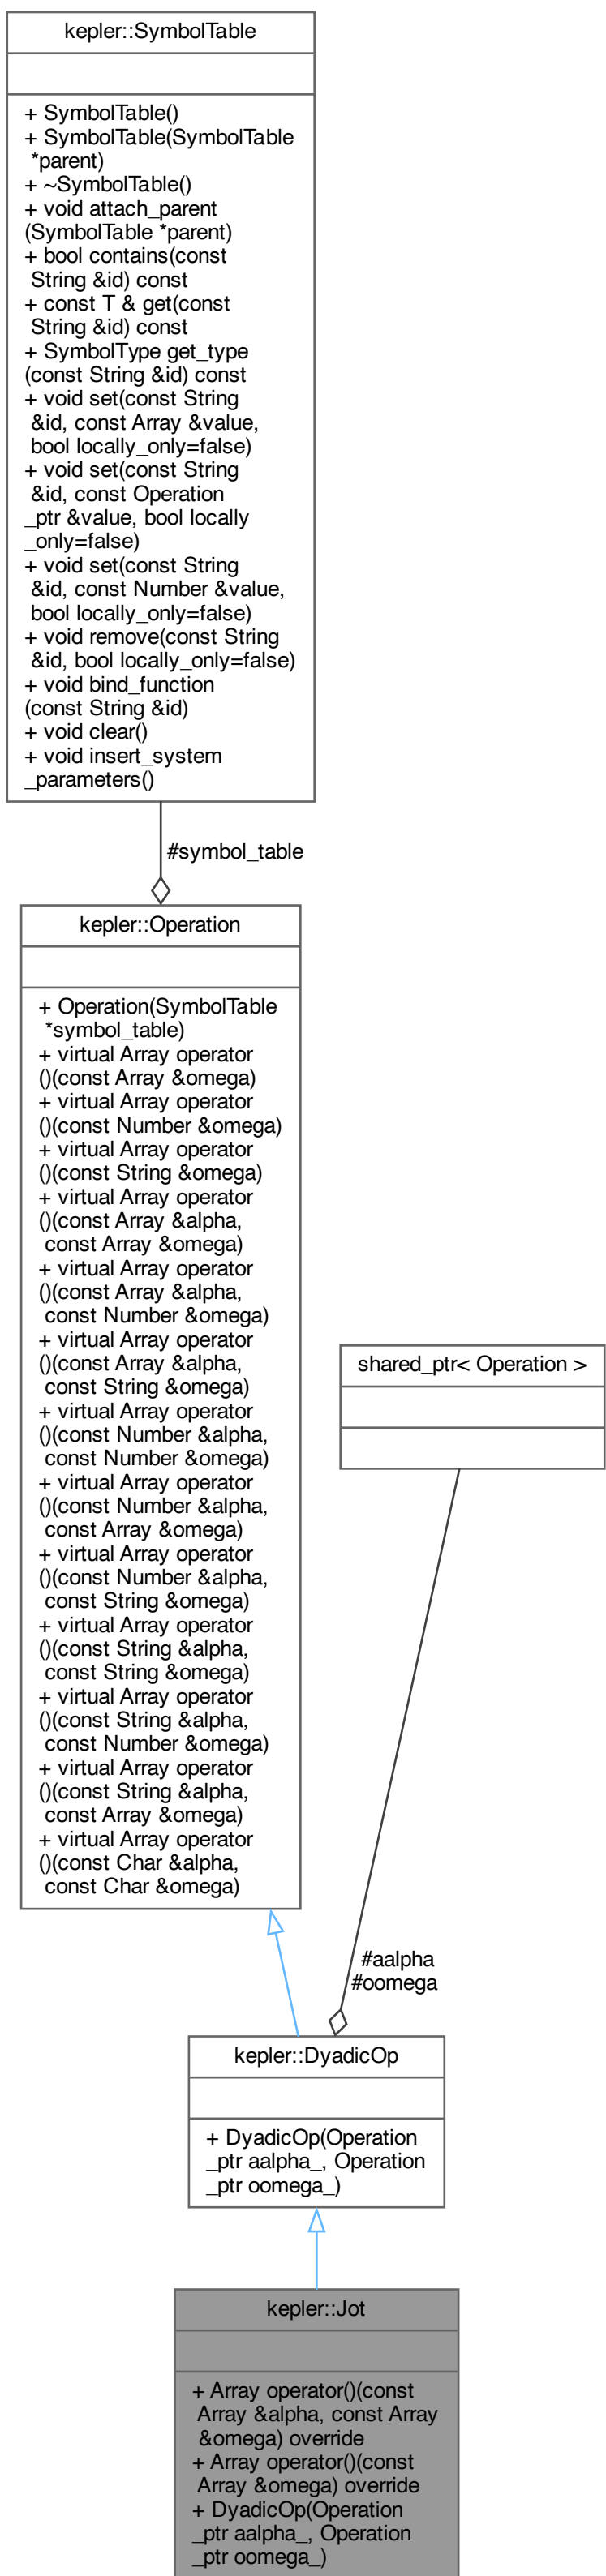 kepler::SymbolTable
+ SymbolTable()
+ SymbolTable(SymbolTable
*parent)
+ ~SymbolTable()
+ void attach_parent
(SymbolTable *parent)
+ bool contains(const
String &id) const
+ const T & get(const
String &id) const
+ SymbolType get_type
(const String &id) const
+ void set(const String
&id, const Array &value,
bool locally_only=false)
+ void set(const String
&id, const Operation
_ptr &value, bool locally
_only=false)
+ void set(const String
&id, const Number &value,
bool locally_only=false)
+ void remove(const String
&id, bool locally_only=false)
+ void bind_function
(const String &id)
+ void clear()
+ void insert_system
_parameters()
#symbol_table
kepler::Operation
+ Operation(SymbolTable
*symbol_table)
+ virtual Array operator
()(const Array &omega)
+ virtual Array operator
()(const Number &omega)
+ virtual Array operator
()(const String &omega)
+ virtual Array operator
()(const Array &alpha,
const Array &omega)
+ virtual Array operator
()(const Array &alpha,
const Number &omega)
+ virtual Array operator
()(const Array &alpha,
const String &omega)
+ virtual Array operator
()(const Number &alpha,
const Number &omega)
+ virtual Array operator
()(const Number &alpha,
const Array &omega)
+ virtual Array operator
()(const Number &alpha,
const String &omega)
+ virtual Array operator
()(const String &alpha,
const String &omega)
+ virtual Array operator
()(const String &alpha,
const Number &omega)
+ virtual Array operator
()(const String &alpha,
const Array &omega)
+ virtual Array operator
()(const Char &alpha,
const Char &omega)
shared_ptr< Operation >
#aalpha
#oomega
kepler::DyadicOp
+ DyadicOp(Operation
_ptr aalpha_, Operation
_ptr oomega_)
kepler::Jot
+ Array operator()(const
Array &alpha, const Array
&omega) override
+ Array operator()(const
Array &omega) override
+ DyadicOp(Operation
_ptr aalpha_, Operation
_ptr oomega_)